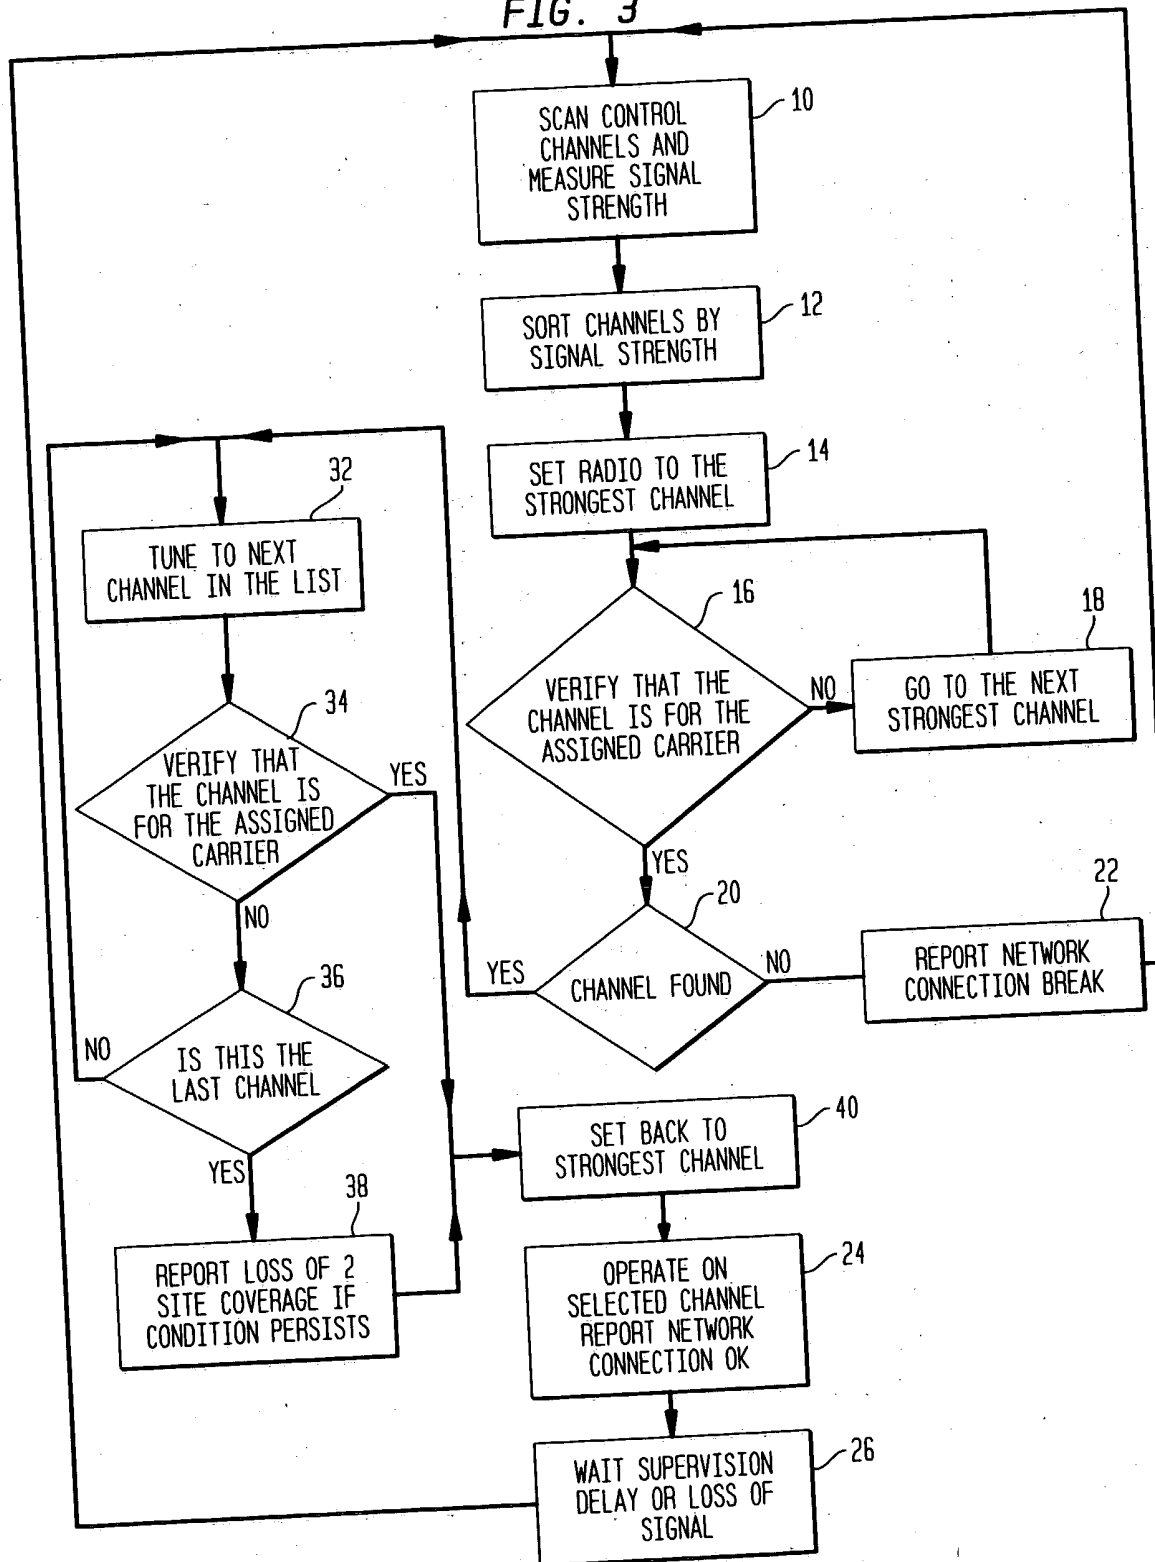 FIG. 3
10
SCAN CONTROL
CHANNELS AND
MEASURE SIGNAL
STRENGTH
12
SORT CHANNELS BY
SIGNAL STRENGTH
14
SET RADIO TO THE
STRONGEST CHANNEL
32
TUNE TO NEXT
CHANNEL IN THE LIST
16
VERIFY THAT THE
CHANNEL IS FOR THE
ASSIGNED CARRIER
NO
18
GO TO THE NEXT
STRONGEST CHANNEL
34
VERIFY THAT
THE CHANNEL IS
FOR THE ASSIGNED
CARRIER
YES
NO
YES
20
CHANNEL FOUND
YES
NO
22
REPORT NETWORK
CONNECTION BREAK
36
IS THIS THE
LAST CHANNEL
NO
YES
38
REPORT LOSS OF 2
SITE COVERAGE IF
CONDITION PERSISTS
40
SET BACK TO
STRONGEST CHANNEL
24
OPERATE ON
SELECTED CHANNEL
REPORT NETWORK
CONNECTION OK
26
WAIT SUPERVISION
DELAY OR LOSS OF
SIGNAL